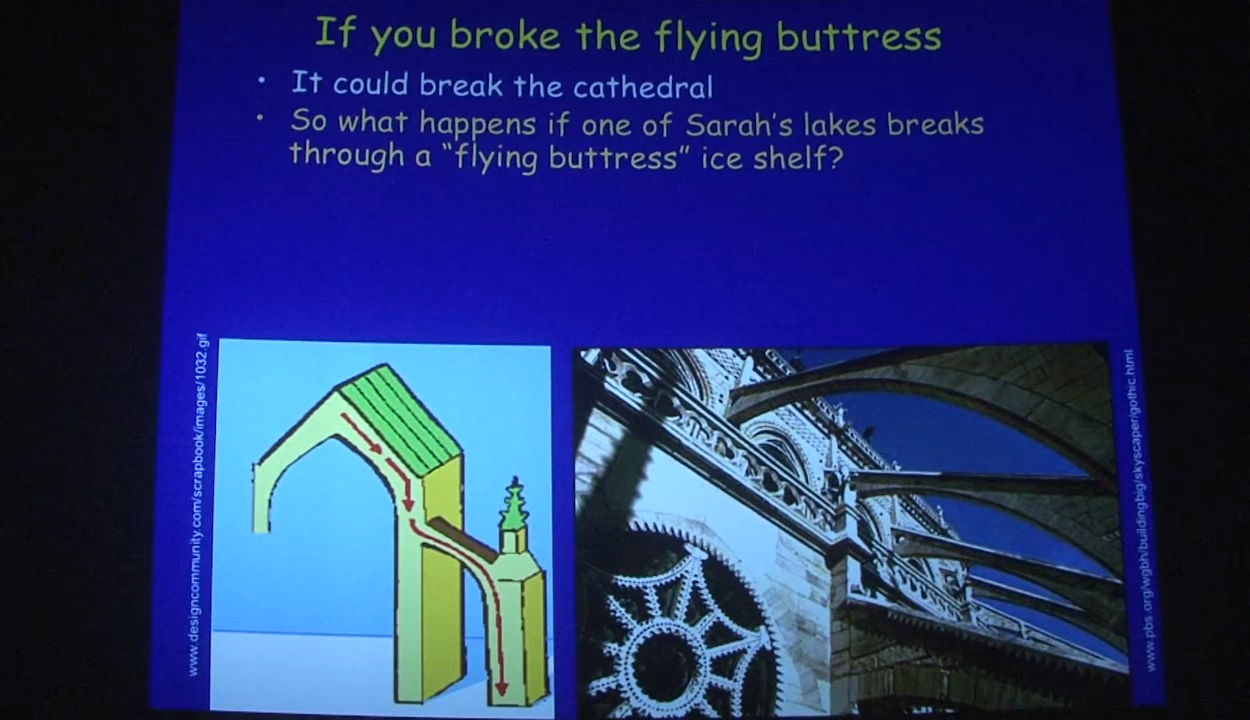 If you broke the flying buttress
• It could break the cathedral
• So what happens if one of Sarah's lakes breaks
through a "flying buttress" ice shelf?
www.designcommunity.com/scrapbook/images/1032.gif
www.pbs.org/wgbh/buildingbig/skyscaper/gothic.html